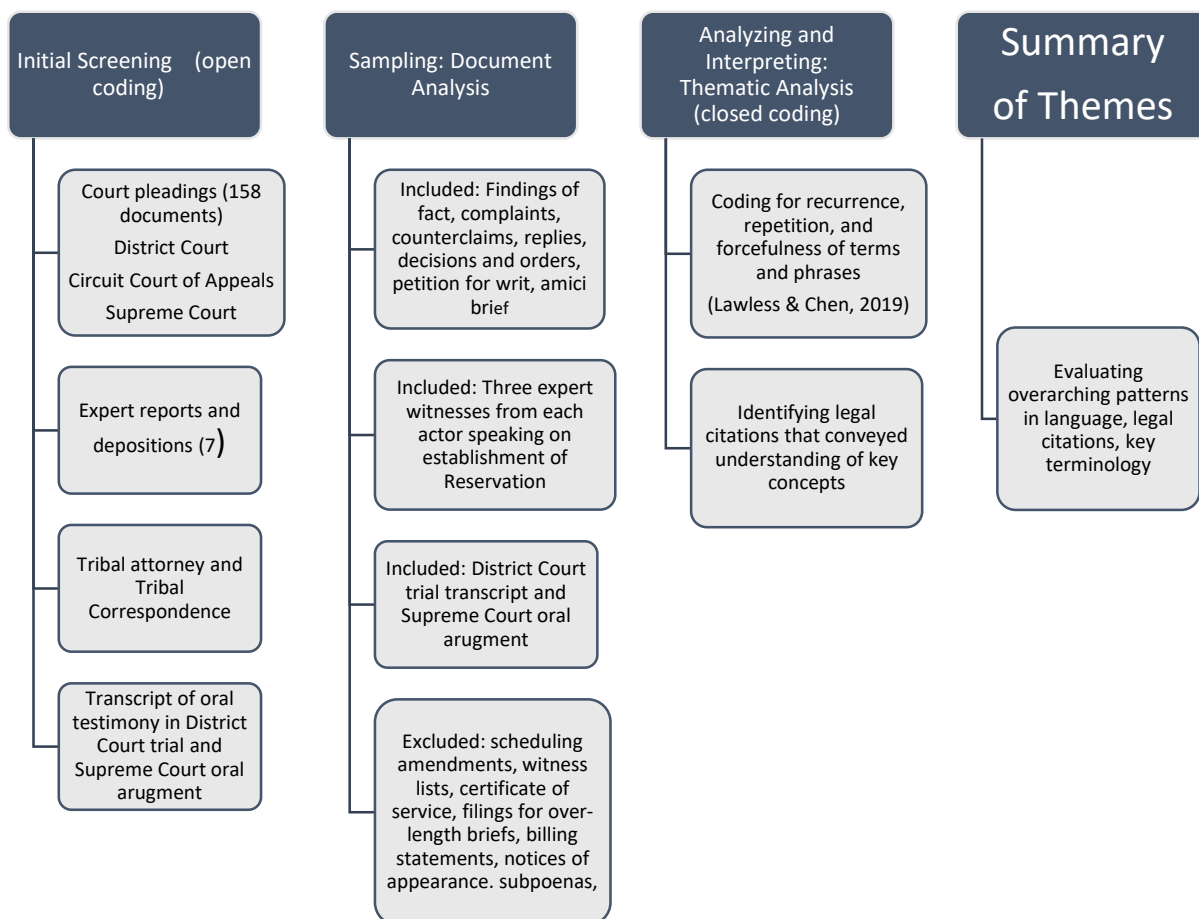 Initial Screening (open
coding)
Court pleadings (158
documents)
District Court
Circuit Court of Appeals
Supreme Court
Expert reports and
depositions (7)
Tribal attorney and
Tribal
Correspondence
Transcript of oral
testimony in District
Court trial and
Supreme Court oral
arugment
Sampling: Document
Analysis
Included: Findings of
fact, complaints,
counterclaims, replies,
decisions and orders,
petition for writ, amici
brief
Included: Three expert
witnesses from each
actor speaking on
establishment of
Reservation
Included: District Court
trial transcript and
Supreme Court oral
arugment
Excluded: scheduling
amendments, witness
lists, certificate of
service, filings for over-
length briefs, billing
statements, notices of
appearance. subpoenas,
Analyzing and
Interpreting:
Thematic Analysis
(closed coding)
Coding for recurrence,
repetition, and
forcefulness of terms
and phrases
(Lawless & Chen, 2019)
Identifying legal
citations that conveyed
understanding of key
concepts
Summary
of Themes
Evaluating
overarching patterns
in language, legal
citations, key
terminology